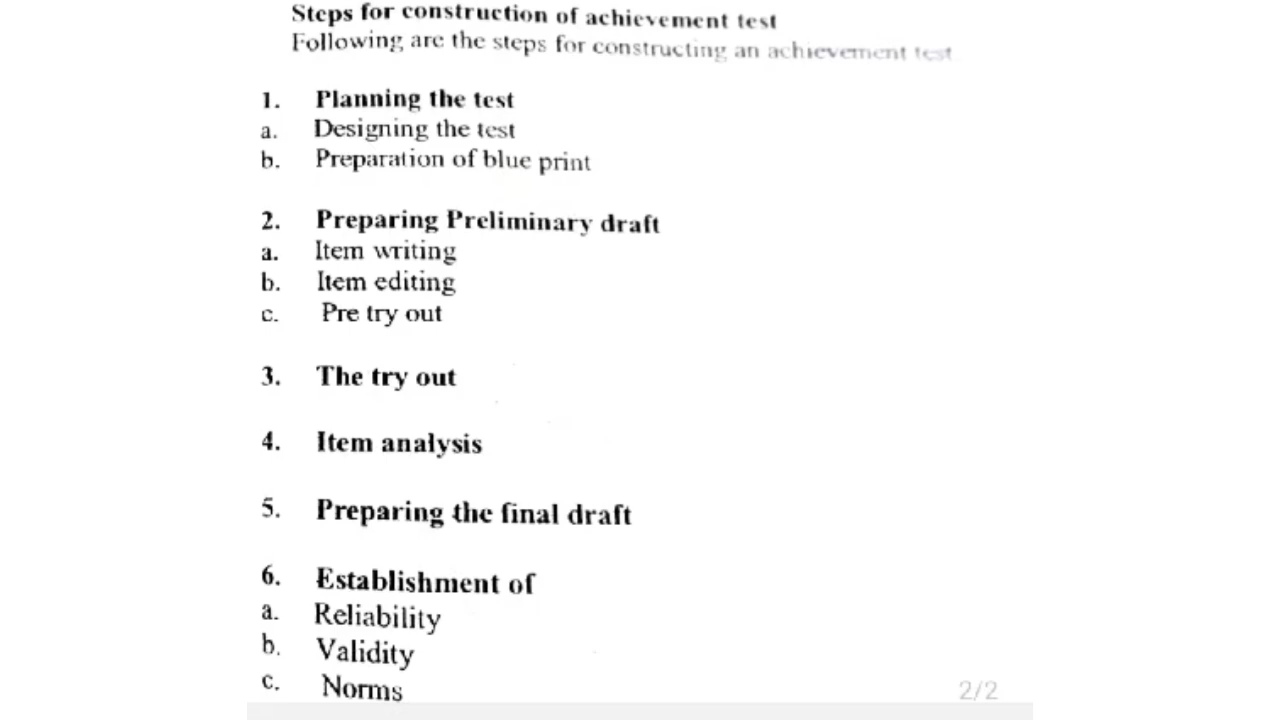 Steps for construction of achievement test
Following are the steps for constructing an achievement test
1. Planning the test
a. Designing the test
b. Preparation of blue print
2. Preparing Preliminary draft
a. Item writing
b. Item editing
c. Pre try out
3. The try out
4. Item analysis
5. Preparing the final draft
6. Establishment of
a. Reliability
b. Validity
c. Norms
2/2